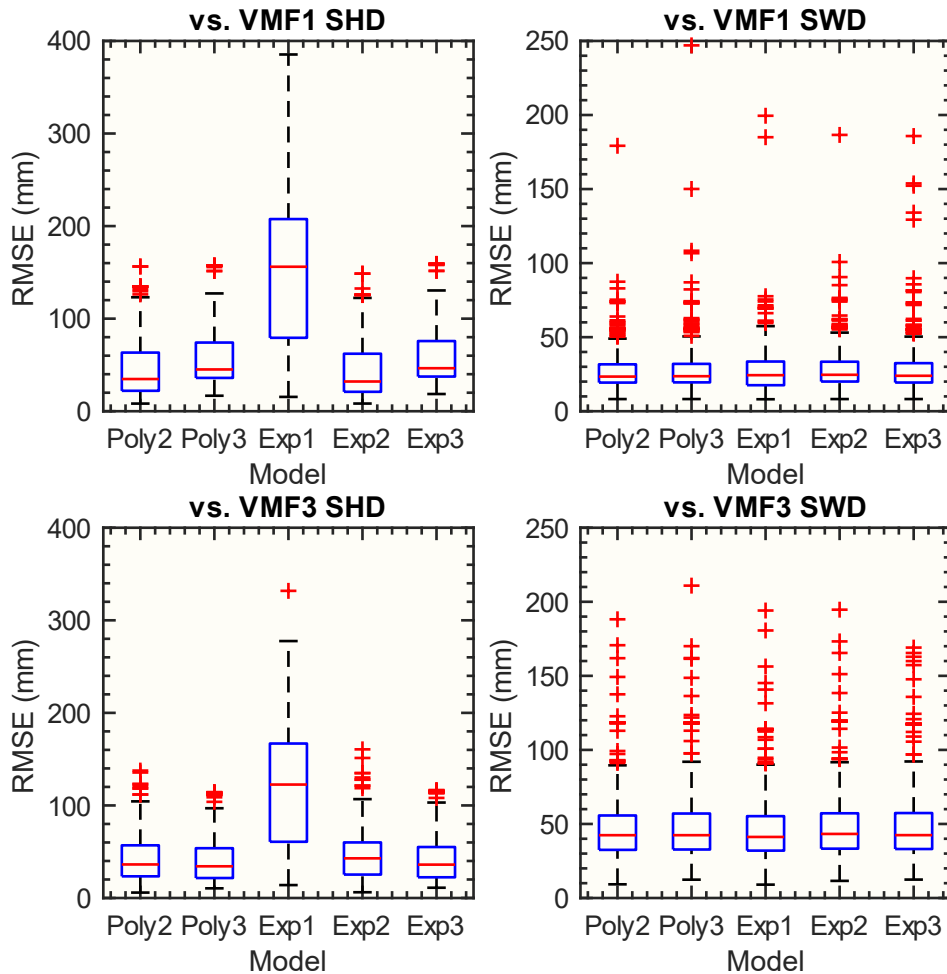 vs. VMF1 SHD
400
300
200
100
0
RMSE (mm)
Poly2 Poly3 Exp1 Exp2 Exp3
Model
vs. VMF1 SWD
250
200
150
100
50
0
RMSE (mm)
Poly2 Poly3 Exp1 Exp2 Exp3
Model
vs. VMF3 SHD
400
300
200
100
0
RMSE (mm)
Poly2 Poly3 Exp1 Exp2 Exp3
Model
vs. VMF3 SWD
250
200
150
100
50
0
RMSE (mm)
Poly2 Poly3 Exp1 Exp2 Exp3
Model